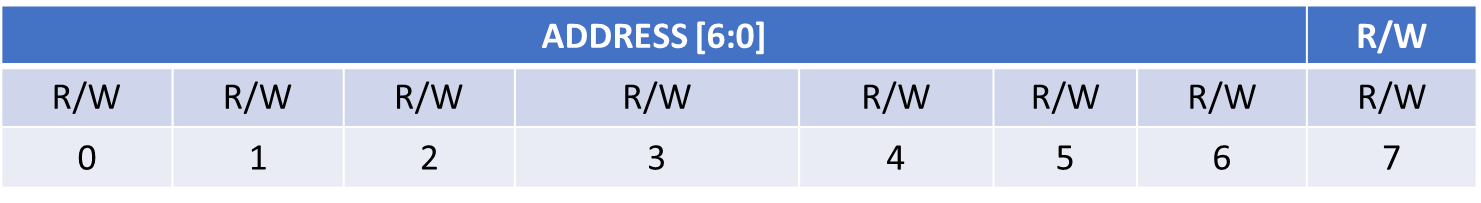 ADDRESS [6:0] R/W
R/W R/W R/W R/W R/W R/W R/W R/W
0 1 2 3 4 5 6 7